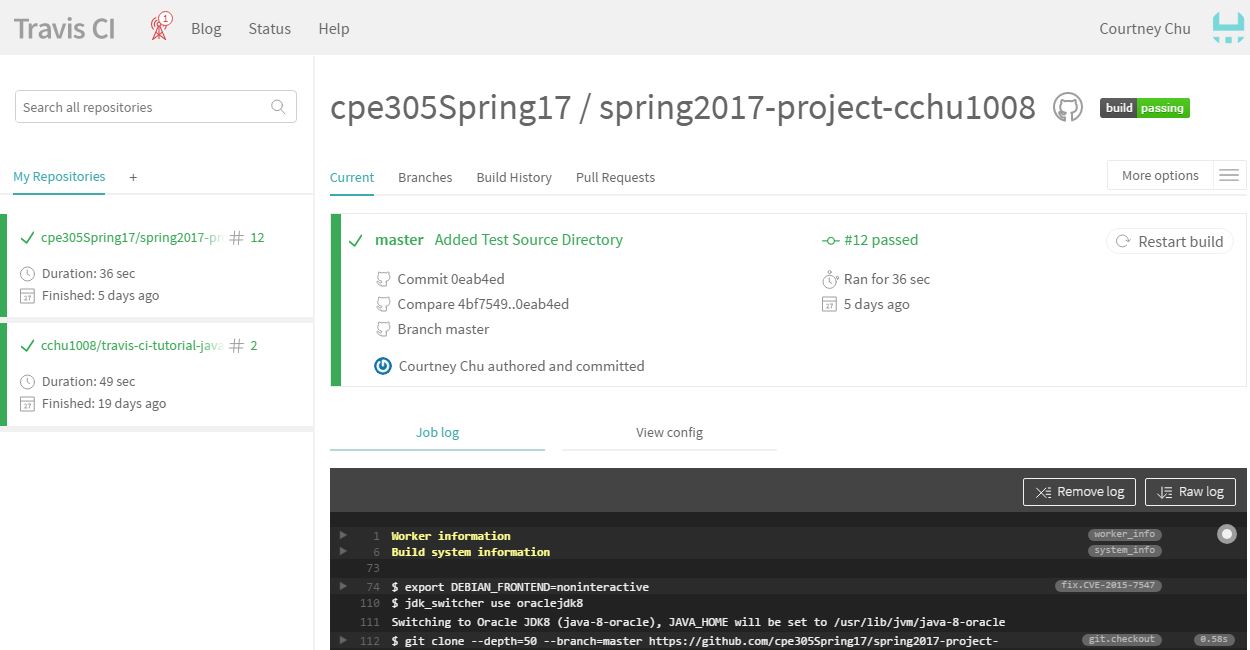 Travis CI
1
Blog
Status
Help
Courtney Chu
Search all repositories
My Repositories +
cpe305Spring17/spring2017-pr # 12
Duration: 36 sec
27 Finished: 5 days ago
cchu1008/travis-ci-tutorial-java # 2
Duration: 49 sec
27 Finished: 19 days ago
cpe305Spring17 / spring2017-project-cchu1008
build passing
Current
Branches
Build History
Pull Requests
More options
master Added Test Source Directory
Commit 0eab4ed
Compare 4bf7549..0eab4ed
Branch master
Courtney Chu authored and committed
#12 passed
Ran for 36 sec
27 5 days ago
Restart build
Job log
View config
Remove log
Raw log
1 Worker information worker_info
6 Build system information system_info
73
74 $ export DEBIAN_FRONTEND=noninteractive fix.CVE-2015-7547
110 $ jdk_switcher use oraclejdk8
111 Switching to Oracle JDK8 (java-8-oracle), JAVA_HOME will be set to /usr/lib/jvm/java-8-oracle
112 $ git clone --depth=50 --branch=master https://github.com/cpe305Spring17/spring2017-project- git.checkout 0.58s